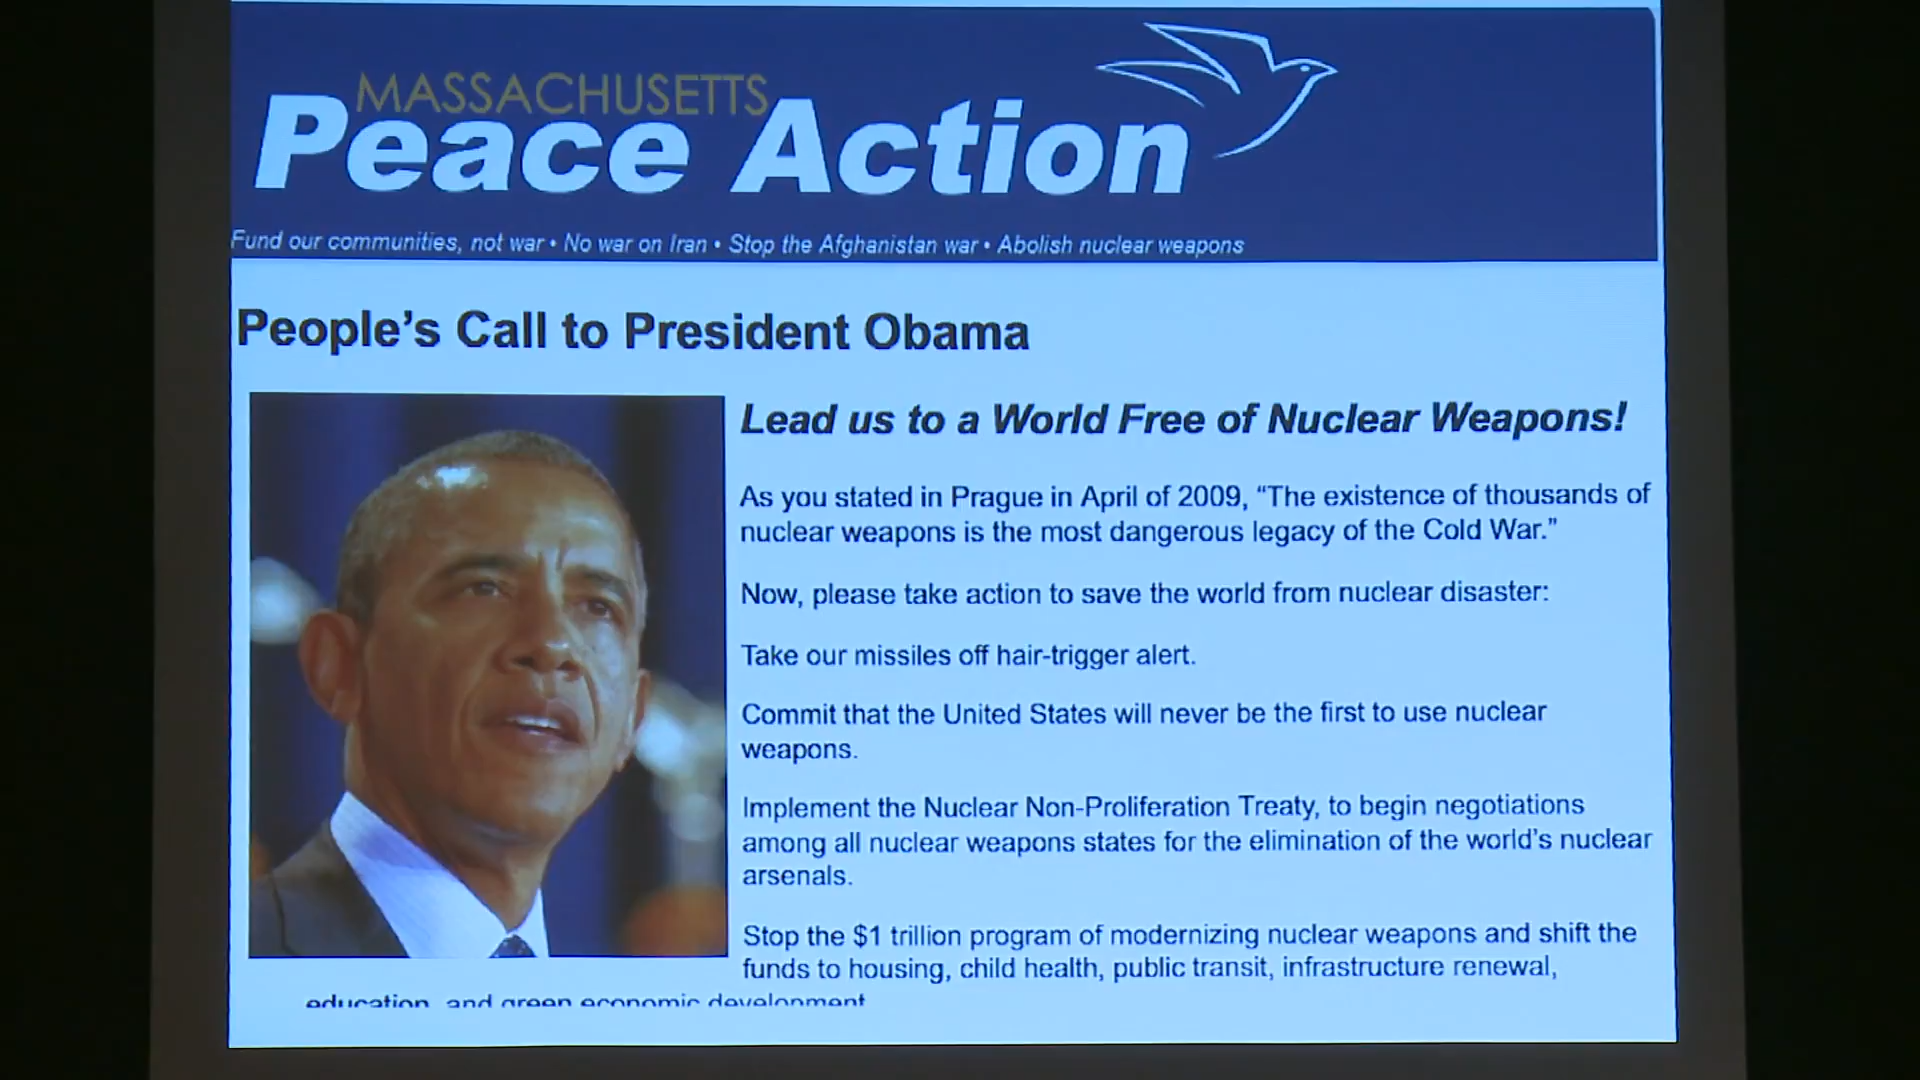 MASSACHUSETTS
Peace Action
Fund our communities, not war • No war on Iran • Stop the Afghanistan war • Abolish nuclear weapons
People’s Call to President Obama
Lead us to a World Free of Nuclear Weapons!
As you stated in Prague in April of 2009, “The existence of thousands of
nuclear weapons is the most dangerous legacy of the Cold War.”
Now, please take action to save the world from nuclear disaster:
Take our missiles off hair-trigger alert.
Commit that the United States will never be the first to use nuclear
weapons.
Implement the Nuclear Non-Proliferation Treaty, to begin negotiations
among all nuclear weapons states for the elimination of the world’s nuclear
arsenals.
Stop the $1 trillion program of modernizing nuclear weapons and shift the
funds to housing, child health, public transit, infrastructure renewal,
education, and green economic development